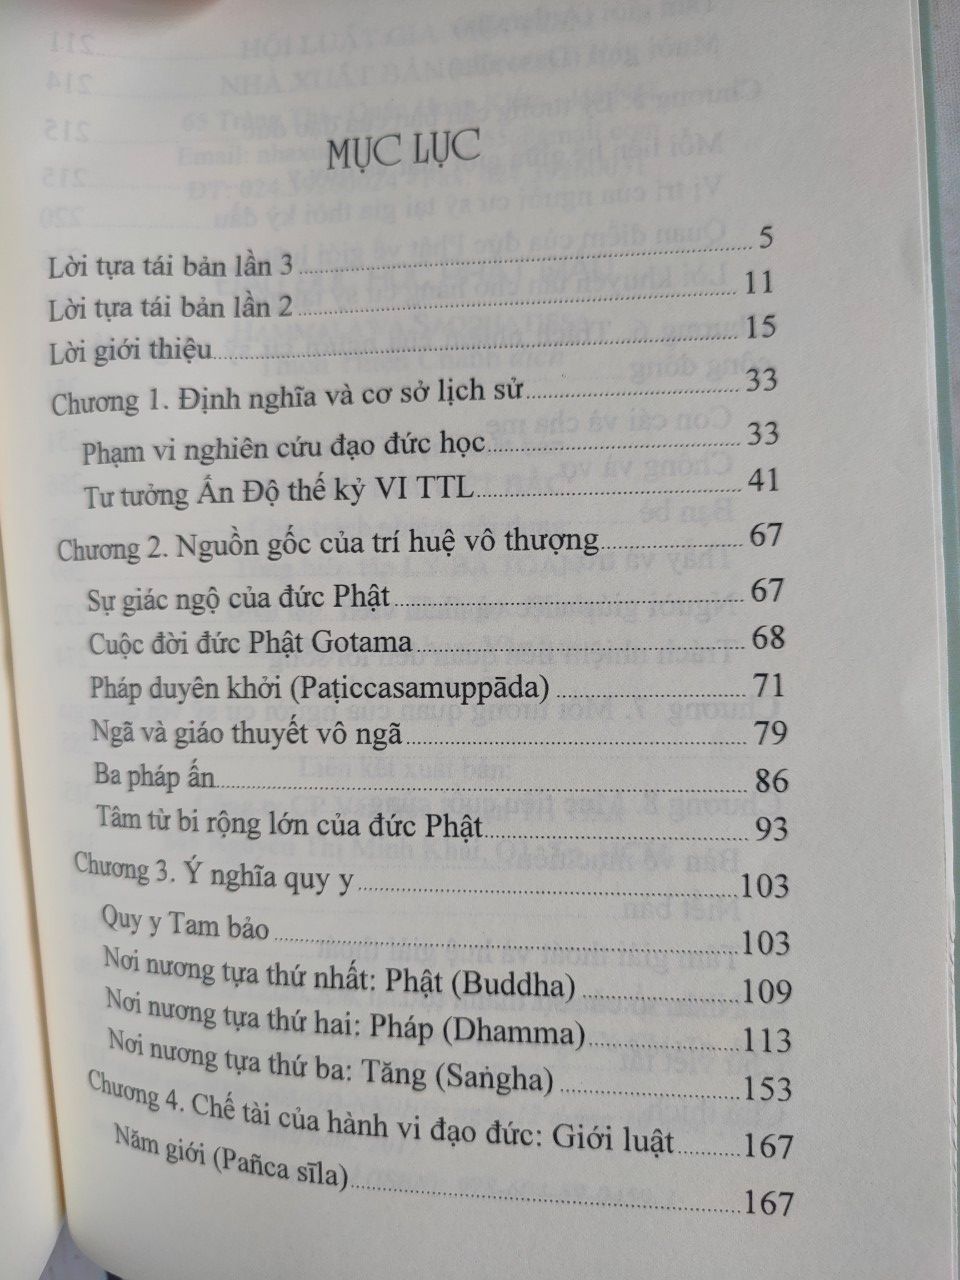 MỤC LỤC
Lời tựa tái bản lần 3 5
Lời tựa tái bản lần 2 11
Lời giới thiệu 15
Chương 1. Định nghĩa và cơ sở lịch sử 33
Phạm vi nghiên cứu đạo đức học 33
Tư tưởng Ấn Độ thế kỷ VI TTL 41
Chương 2. Nguồn gốc của trí huệ vô thượng 67
Sự giác ngộ của đức Phật 67
Cuộc đời đức Phật Gotama 68
Pháp duyên khởi (Paticcasamuppāda) 71
Ngã và giáo thuyết vô ngã 79
Ba pháp ấn 86
Tâm từ bi rộng lớn của đức Phật 93
Chương 3. Ý nghĩa quy y 103
Quy y Tam bảo 103
Nơi nương tựa thứ nhất: Phật (Buddha) 109
Nơi nương tựa thứ hai: Pháp (Dhamma) 113
Nơi nương tựa thứ ba: Tăng (Saṅgha) 153
Chương 4. Chế tài của hành vi đạo đức: Giới luật 167
Năm giới (Pañca sīla) 167